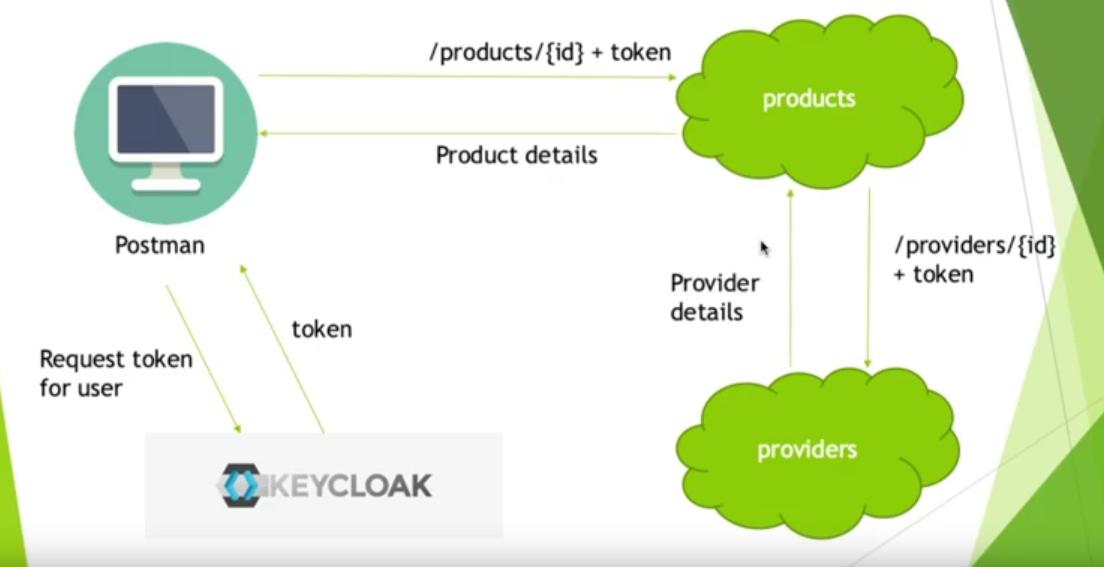 /products/{id} + token
products
Product details
Postman
/providers/{id}
+ token
Provider
details
token
Request token
for user
providers
KEYCLOAK